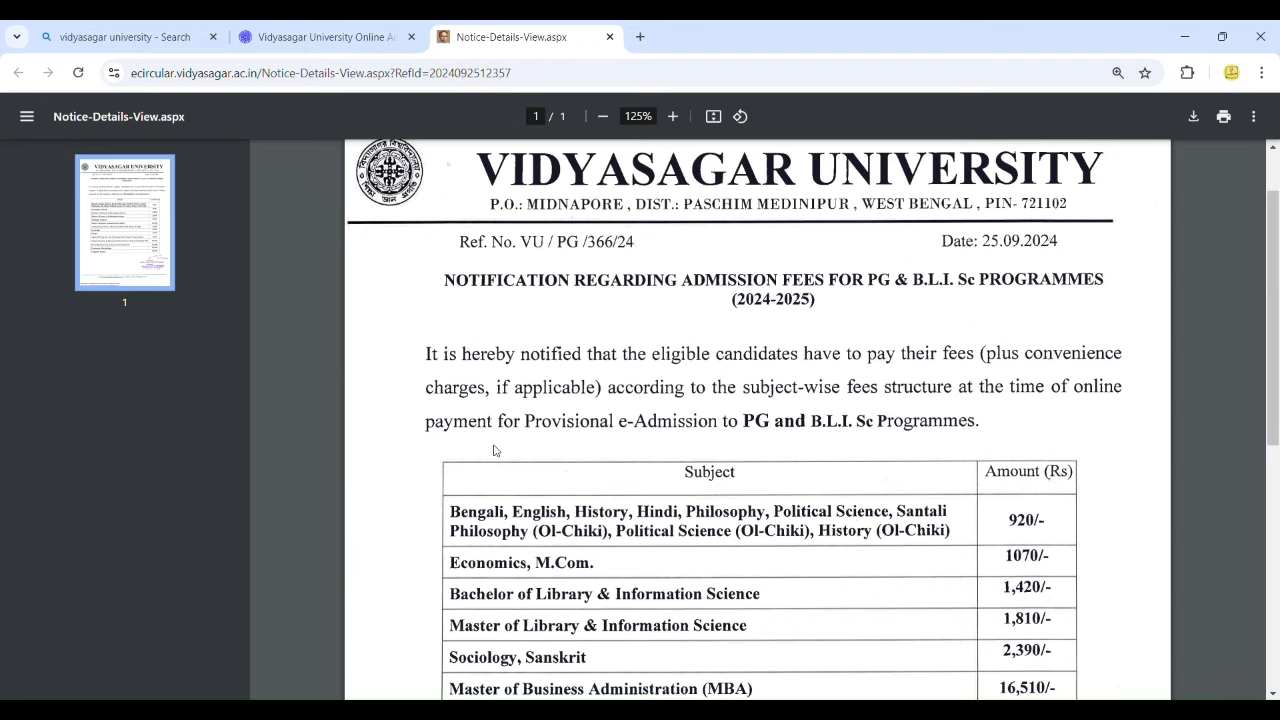 vidyasagar university - Search
Vidyasagar University Online A
Notice-Details-View.aspx
ecircular.vidyasagar.ac.in/Notice-Details-View.aspx?RefId=2024092512357
Notice-Details-View.aspx
1 / 1
125%
VIDYASAGAR UNIVERSITY
P.O.: MIDNAPORE , DIST.: PASCHIM MEDINIPUR , WEST BENGAL , PIN- 721102
Ref. No. VU / PG /366/24
Date: 25.09.2024
NOTIFICATION REGARDING ADMISSION FEES FOR PG & B.L.I. Sc PROGRAMMES
(2024-2025)
It is hereby notified that the eligible candidates have to pay their fees (plus convenience
charges, if applicable) according to the subject-wise fees structure at the time of online
payment for Provisional e-Admission to PG and B.L.I. Sc Programmes.
Subject Amount (Rs)
Bengali, English, History, Hindi, Philosophy, Political Science, Santali
Philosophy (Ol-Chiki), Political Science (Ol-Chiki), History (Ol-Chiki)
920/-
Economics, M.Com. 1070/-
Bachelor of Library & Information Science 1,420/-
Master of Library & Information Science 1,810/-
Sociology, Sanskrit 2,390/-
Master of Business Administration (MBA) 16,510/-
VIDYASAGAR UNIVERSITY
1